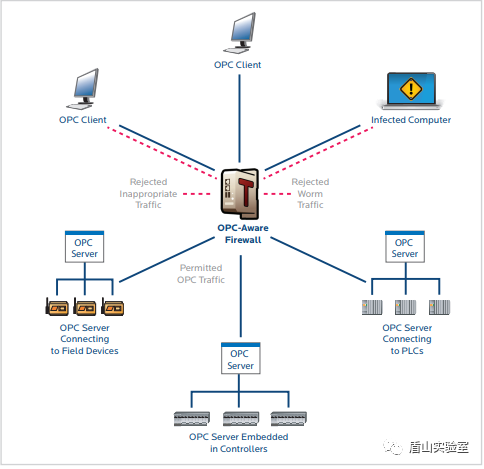 OPC Client
OPC Client
Infected Computer
Rejected
Inappropriate
Traffic
Rejected
Worm
Traffic
T
OPC-Aware
Firewall
OPC
Server
OPC
Server
Permitted
OPC Traffic
OPC Server
Connecting
to Field Devices
OPC Server
Connecting
to PLCs
OPC
Server
OPC Server Embedded
in Controllers
盾山实验室